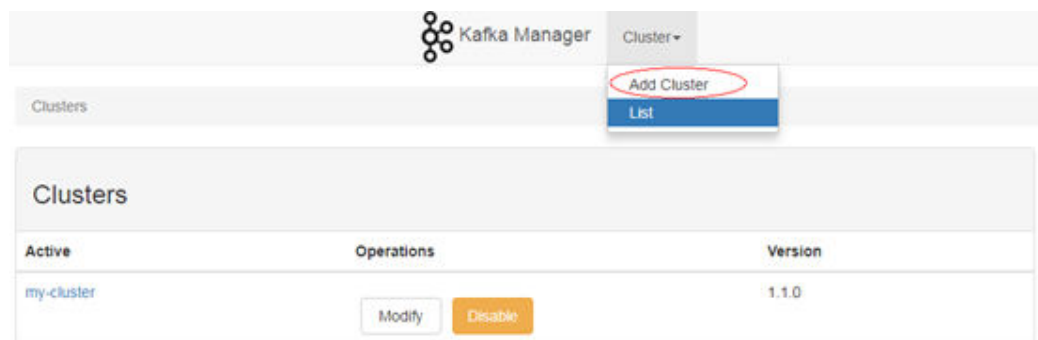 Kafka Manager Cluster
Add Cluster
Clusters
List
Clusters
Active Operations Version
my-cluster 1.1.0
Modify Disable